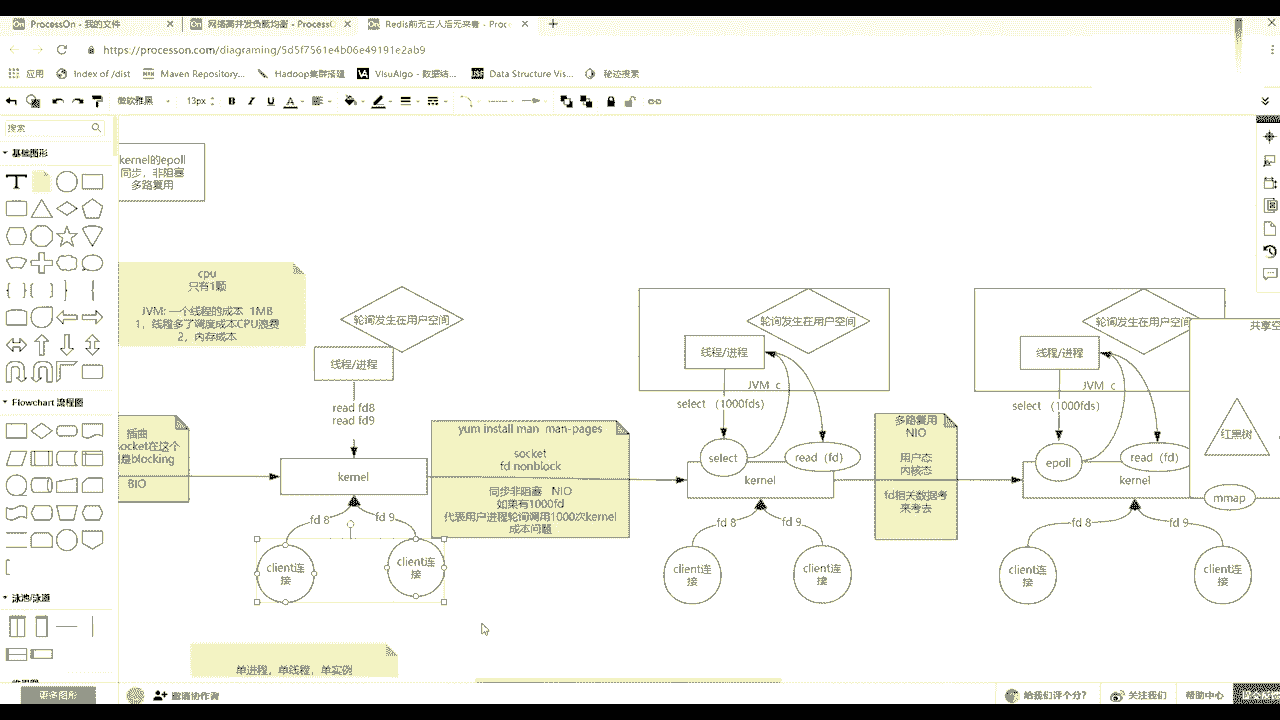 ProcessOn - 我的文件
网络高并发负载均衡 - ProcessO
Redis前无古人后无来者 - Proc
https://processon.com/diagraming/5d5f7561e4b06e49191e2ab9
应用
Index of /dist
Maven Repository...
Hadoop集群搭建
VisuAlgo - 数据结...
Data Structure Vis...
秘迹搜索
微软雅黑
13px
B I U A
搜索
基础图形
Flowchart 流程图
泳池/泳道
更多图形
kernel的epoll
同步，非阻塞
多路复用
cpu
只有1颗
JVM: 一个线程的成本 1MB
1，线程多了调度成本CPU浪费
2，内存成本
插曲
socket在这个
是blocking
BIO
轮询发生在用户空间
线程/进程
read fd8
read fd9
kernel
fd 8
fd 9
client连
接
client连
接
yum install man man-pages
socket
fd nonblock
同步非阻塞 NIO
如果有1000fd
代表用户进程轮询调用1000次kernel
成本问题
轮询发生在用户空间
线程/进程
JVM c
select （1000fds）
select
read（fd）
kernel
fd 8
fd 9
client连
接
client连
接
多路复用
NIO
用户态
内核态
fd相关数据考
来考去
轮询发生在用户空间
线程/进程
JVM c
select （1000fds）
epoll
read（fd）
kernel
fd 8
fd 9
client连
接
client连
接
共享空
红黑树
mmap
单进程，单线程，单实例
邀请协作者
给我们评个分?
关注我们
帮助中心